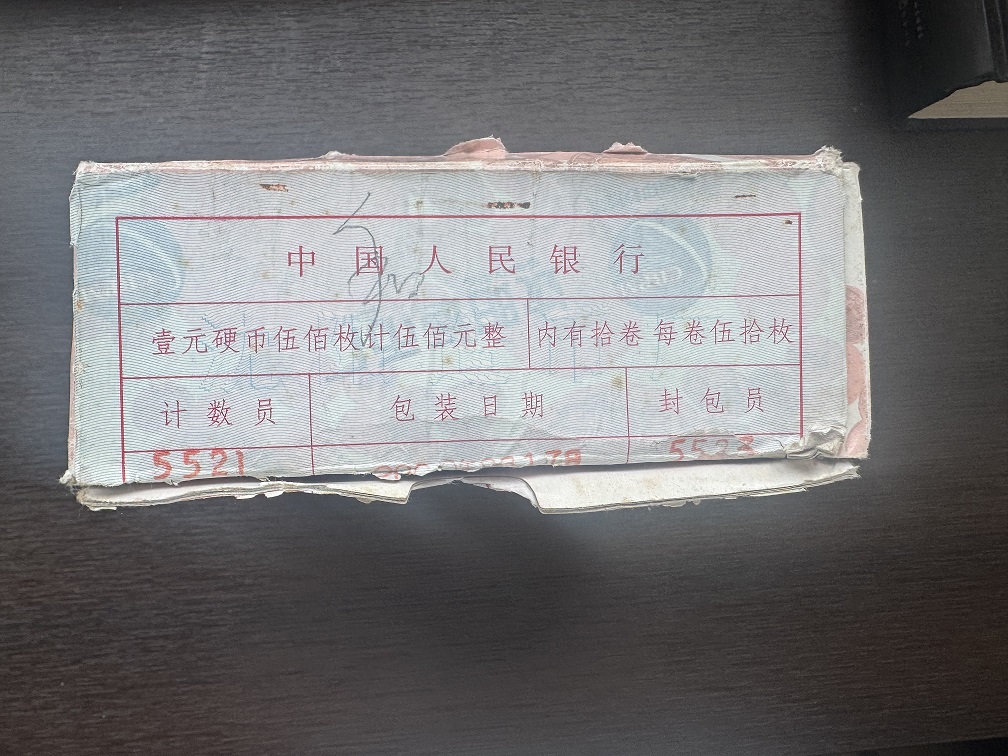 中国人民银行
壹元硬币伍佰枚计伍佰元整 内有拾卷 每卷伍拾枚
计数员 包装日期 封包员
5521 5523